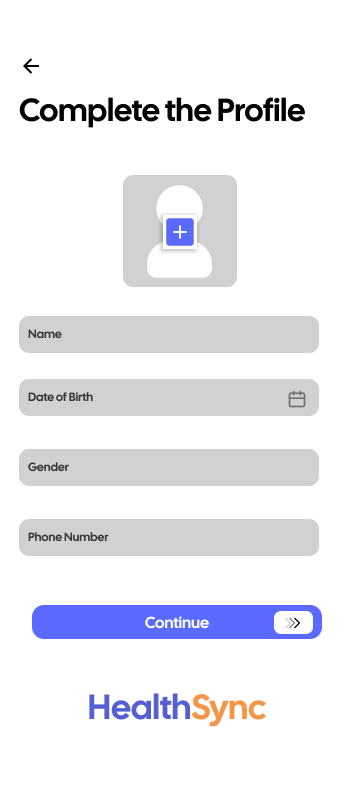 Complete the Profile
Name
Date of Birth
Gender
Phone Number
Continue
HealthSync